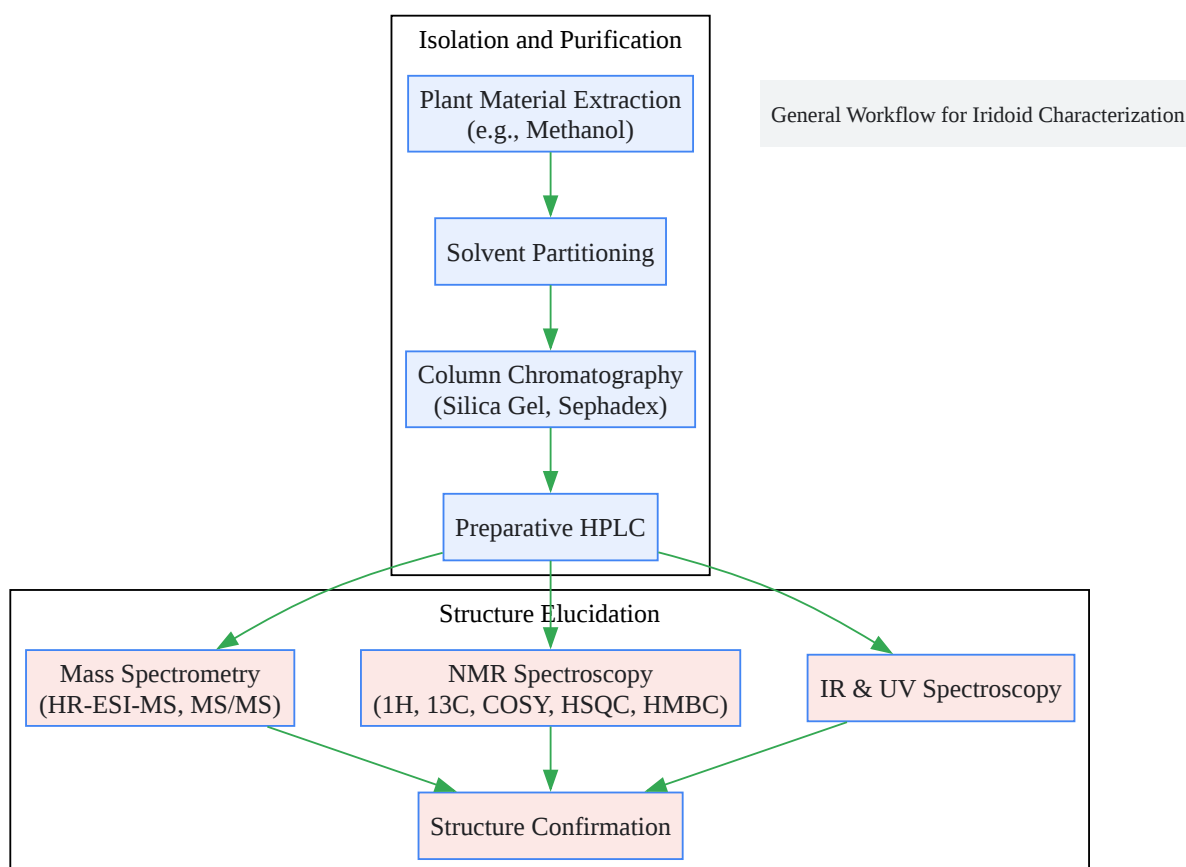 Isolation and Purification
Plant Material Extraction
(e.g., Methanol)
General Workflow for Iridoid Characterization
Solvent Partitioning
Column Chromatography
(Silica Gel, Sephadex)
Preparative HPLC
Structure Elucidation
Mass Spectrometry
(HR-ESI-MS, MS/MS)
NMR Spectroscopy
(1H, 13C, COSY, HSQC, HMBC)
IR & UV Spectroscopy
Structure Confirmation